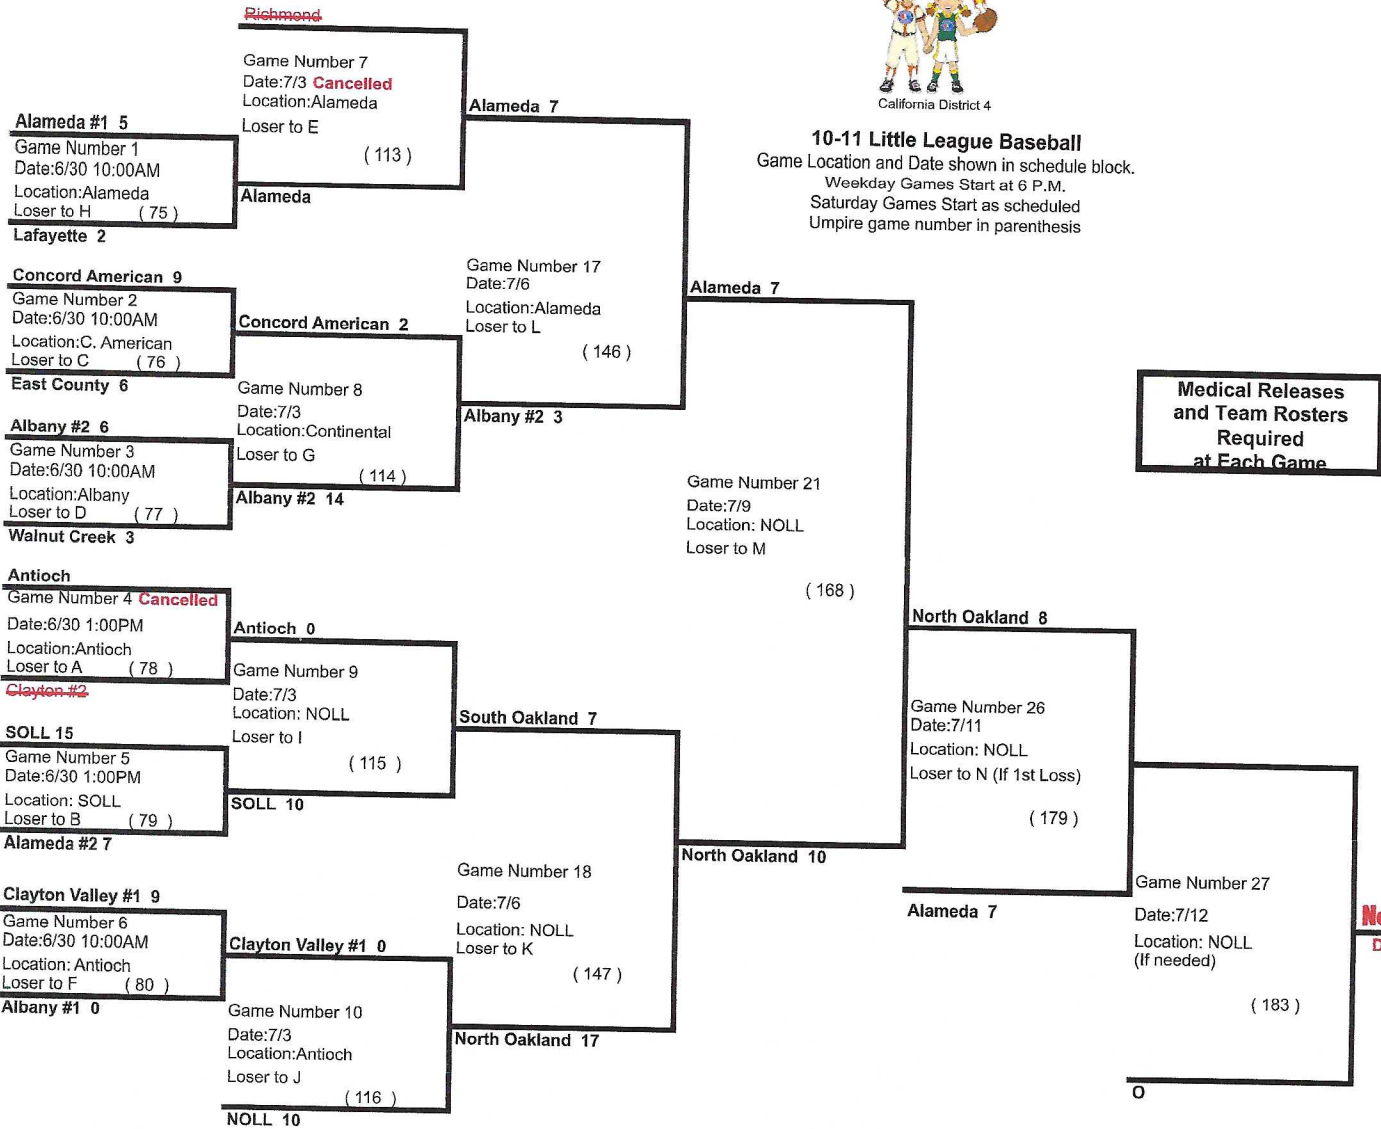 Richmond
Game Number 7
Date:7/3 Cancelled
Location:Alameda
Loser to E
( 113 )
Alameda
Alameda #1 5
Game Number 1
Date:6/30 10:00AM
Location:Alameda
Loser to H ( 75 )
Lafayette 2
Alameda 7
California District 4
10-11 Little League Baseball
Game Location and Date shown in schedule block.
Weekday Games Start at 6 P.M.
Saturday Games Start as scheduled
Umpire game number in parenthesis
Concord American 9
Game Number 2
Date:6/30 10:00AM
Location:C. American
Loser to C ( 76 )
East County 6
Concord American 2
Game Number 8
Date:7/3
Location:Continental
Loser to G
( 114 )
Albany #2 14
Albany #2 6
Game Number 3
Date:6/30 10:00AM
Location:Albany
Loser to D ( 77 )
Walnut Creek 3
Game Number 17
Date:7/6
Location:Alameda
Loser to L
( 146 )
Albany #2 3
Alameda 7
Medical Releases
and Team Rosters
Required
at Each Game
Game Number 21
Date:7/9
Location: NOLL
Loser to M
( 168 )
Antioch
Game Number 4 Cancelled
Date:6/30 1:00PM
Location:Antioch
Loser to A ( 78 )
Clayton #2
Antioch 0
Game Number 9
Date:7/3
Location: NOLL
Loser to I
( 115 )
SOLL 10
SOLL 15
Game Number 5
Date:6/30 1:00PM
Location: SOLL
Loser to B ( 79 )
Alameda #2 7
South Oakland 7
Game Number 18
Date:7/6
Location: NOLL
Loser to K
( 147 )
North Oakland 17
North Oakland 10
Clayton Valley #1 9
Game Number 6
Date:6/30 10:00AM
Location: Antioch
Loser to F ( 80 )
Albany #1 0
Clayton Valley #1 0
Game Number 10
Date:7/3
Location:Antioch
Loser to J
( 116 )
NOLL 10
North Oakland 8
Game Number 26
Date:7/11
Location: NOLL
Loser to N (If 1st Loss)
( 179 )
Alameda 7
Game Number 27
Date:7/12
Location: NOLL
(If needed)
( 183 )
O